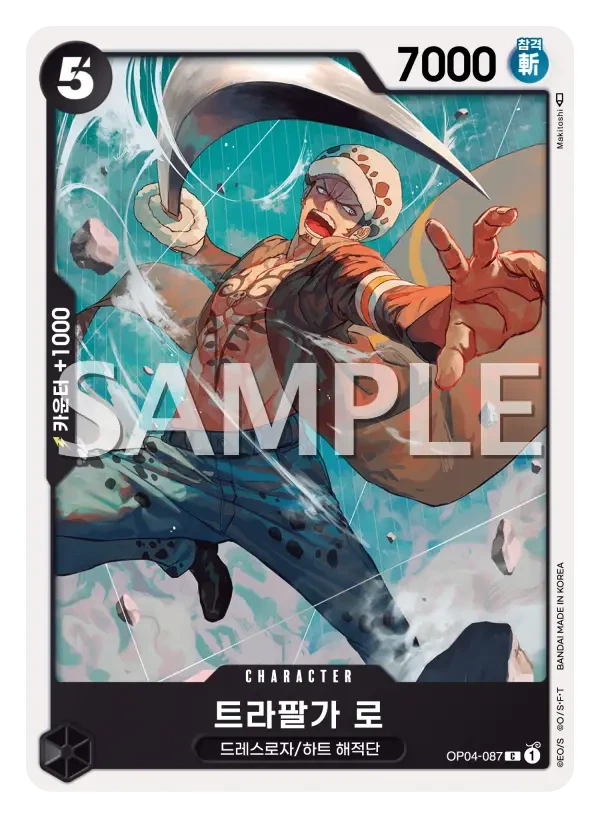 5
7000
참격
斬
Makitoshi
카운터 +1000
SAMPLE
CHARACTER
트라팔가 로
드레스로자/하트 해적단
OP04-087 C 1
©EO/S ©O/S·F·T BANDAI MADE IN KOREA